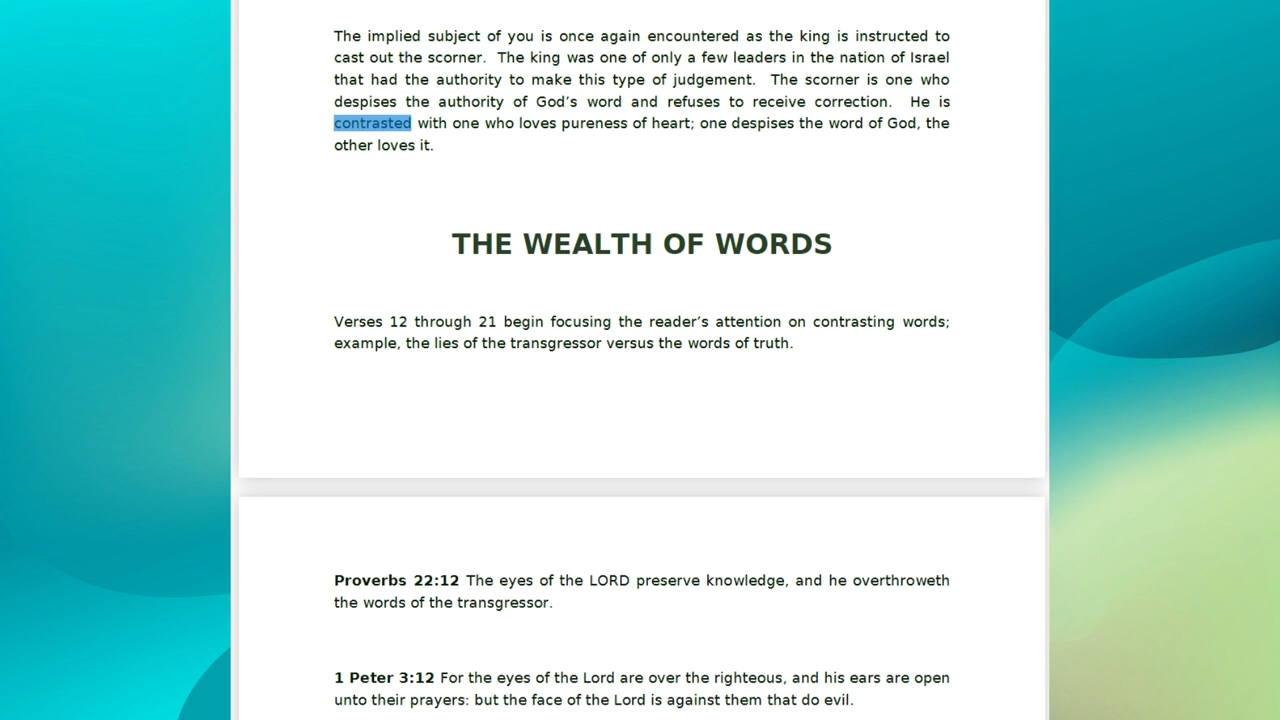 The implied subject of you is once again encountered as the king is instructed to
cast out the scorner.  The king was one of only a few leaders in the nation of Israel
that had the authority to make this type of judgement.  The scorner is one who
despises the authority of God’s word and refuses to receive correction.  He is
contrasted with one who loves pureness of heart; one despises the word of God, the
other loves it.
THE WEALTH OF WORDS
Verses 12 through 21 begin focusing the reader’s attention on contrasting words;
example, the lies of the transgressor versus the words of truth.
Proverbs 22:12 The eyes of the LORD preserve knowledge, and he overthroweth
the words of the transgressor.
1 Peter 3:12 For the eyes of the Lord are over the righteous, and his ears are open
unto their prayers: but the face of the Lord is against them that do evil.